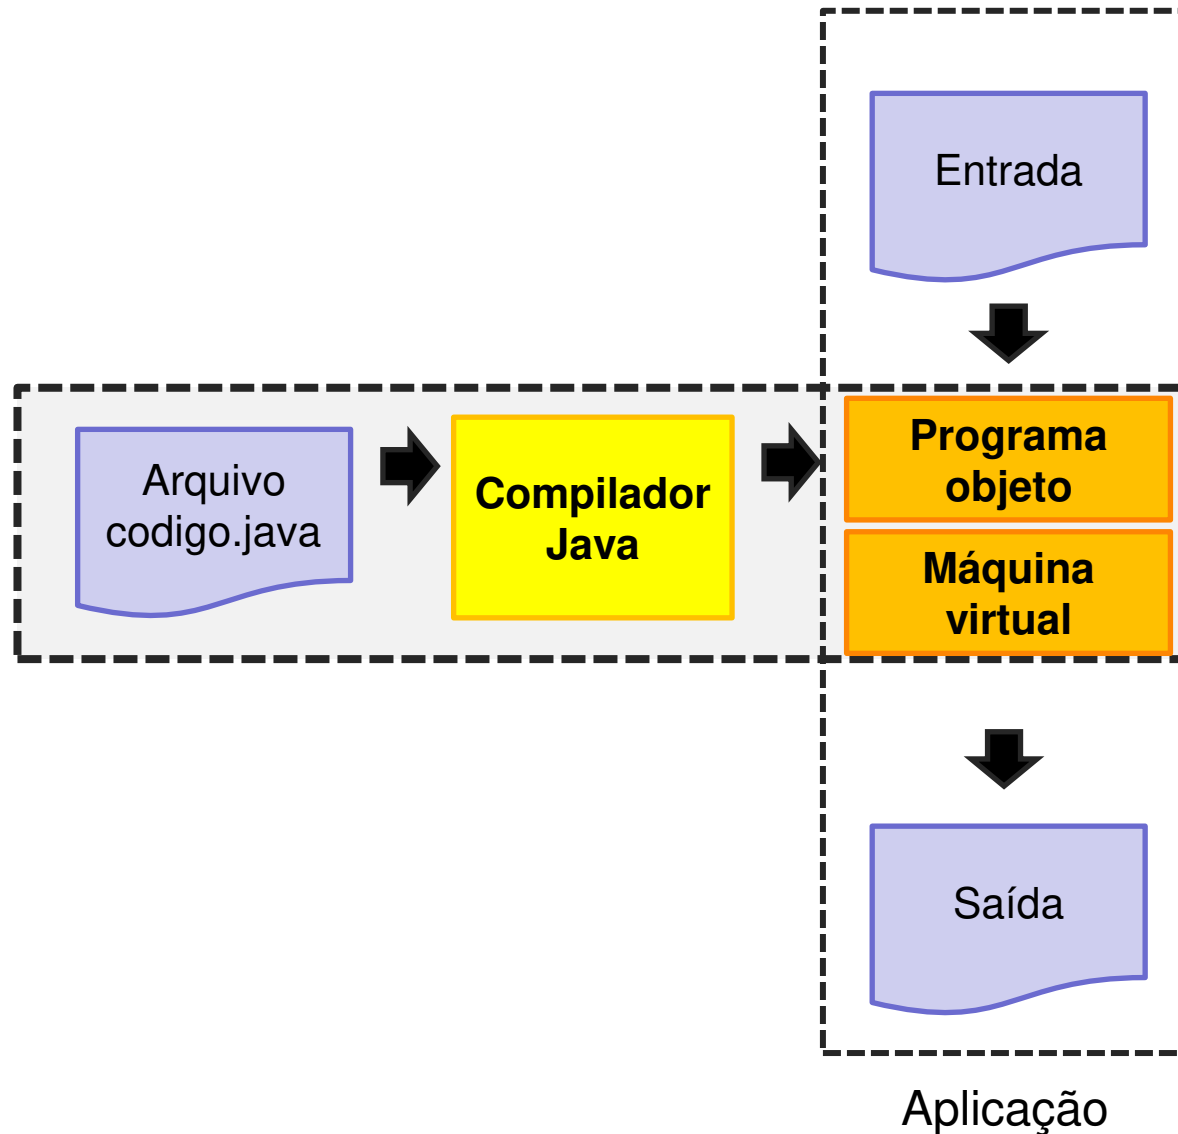 Entrada
Arquivo
codigo.java
Compilador
Java
Programa
objeto
Máquina
virtual
Saída
Aplicação